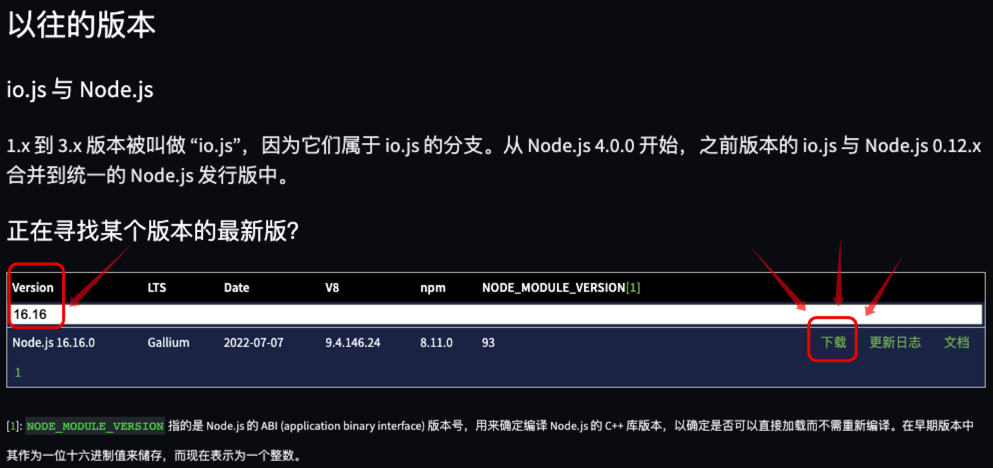 以往的版本
io.js 与 Node.js
1.x 到 3.x 版本被叫做 “io.js”，因为它们属于 io.js 的分支。从 Node.js 4.0.0 开始，之前版本的 io.js 与 Node.js 0.12.x
合并到统一的 Node.js 发行版中。
正在寻找某个版本的最新版?
Version LTS Date V8 npm NODE_MODULE_VERSION[1]
16.16
Node.js 16.16.0 Gallium 2022-07-07 9.4.146.24 8.11.0 93 下载 更新日志 文档
1
[1]: NODE_MODULE_VERSION 指的是 Node.js 的 ABI (application binary interface) 版本号，用来确定编译 Node.js 的 C++ 库版本，以确定是否可以直接加载而不需重新编译。在早期版本中
其作为一位十六进制值来储存，而现在表示为一个整数。